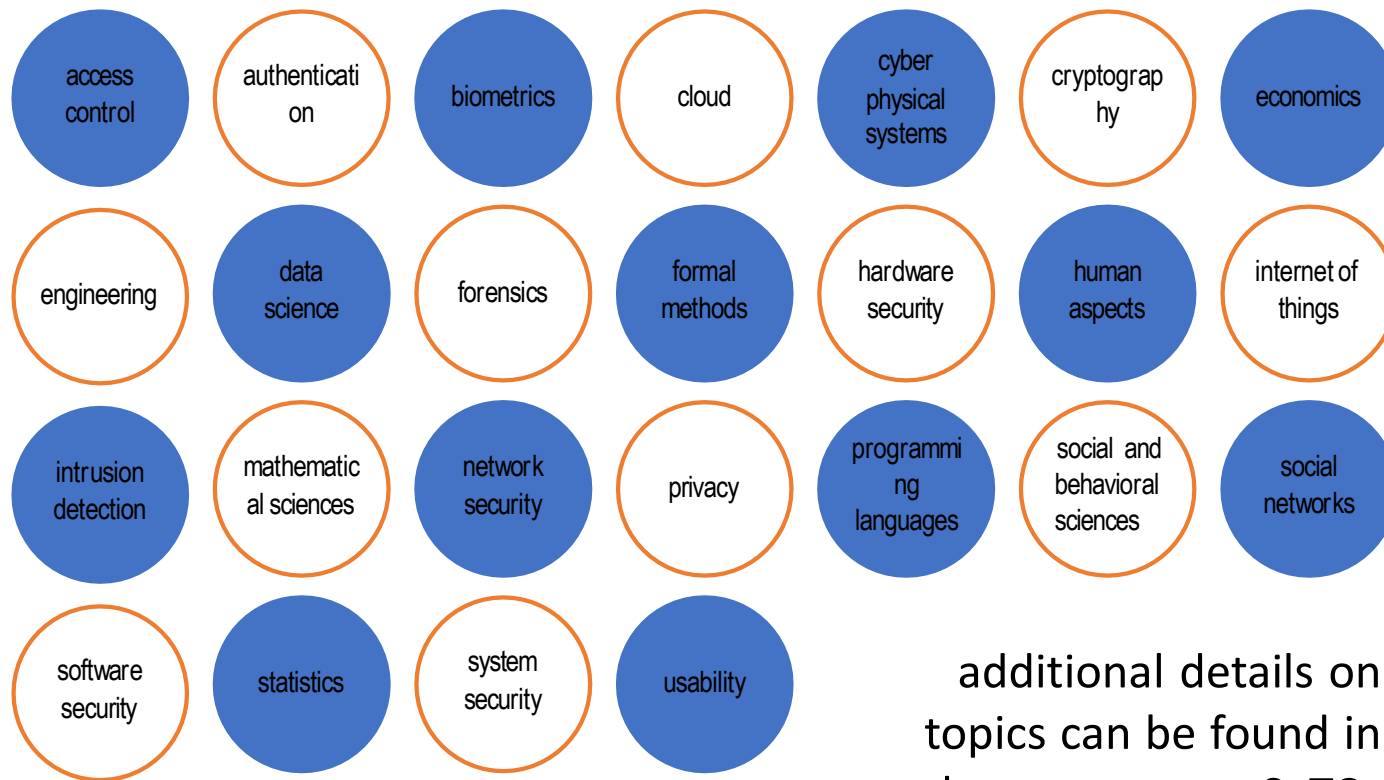 access
control
authenticati
on
biometrics
cloud
cyber
physical
systems
cryptograp
hy
economics
engineering
data
science
forensics
formal
methods
hardware
security
human
aspects
internet of
things
intrusion
detection
mathematic
al sciences
network
security
privacy
programmi
ng
languages
social and
behavioral
sciences
social
networks
software
security
statistics
system
security
usability
additional details on
topics can be found in